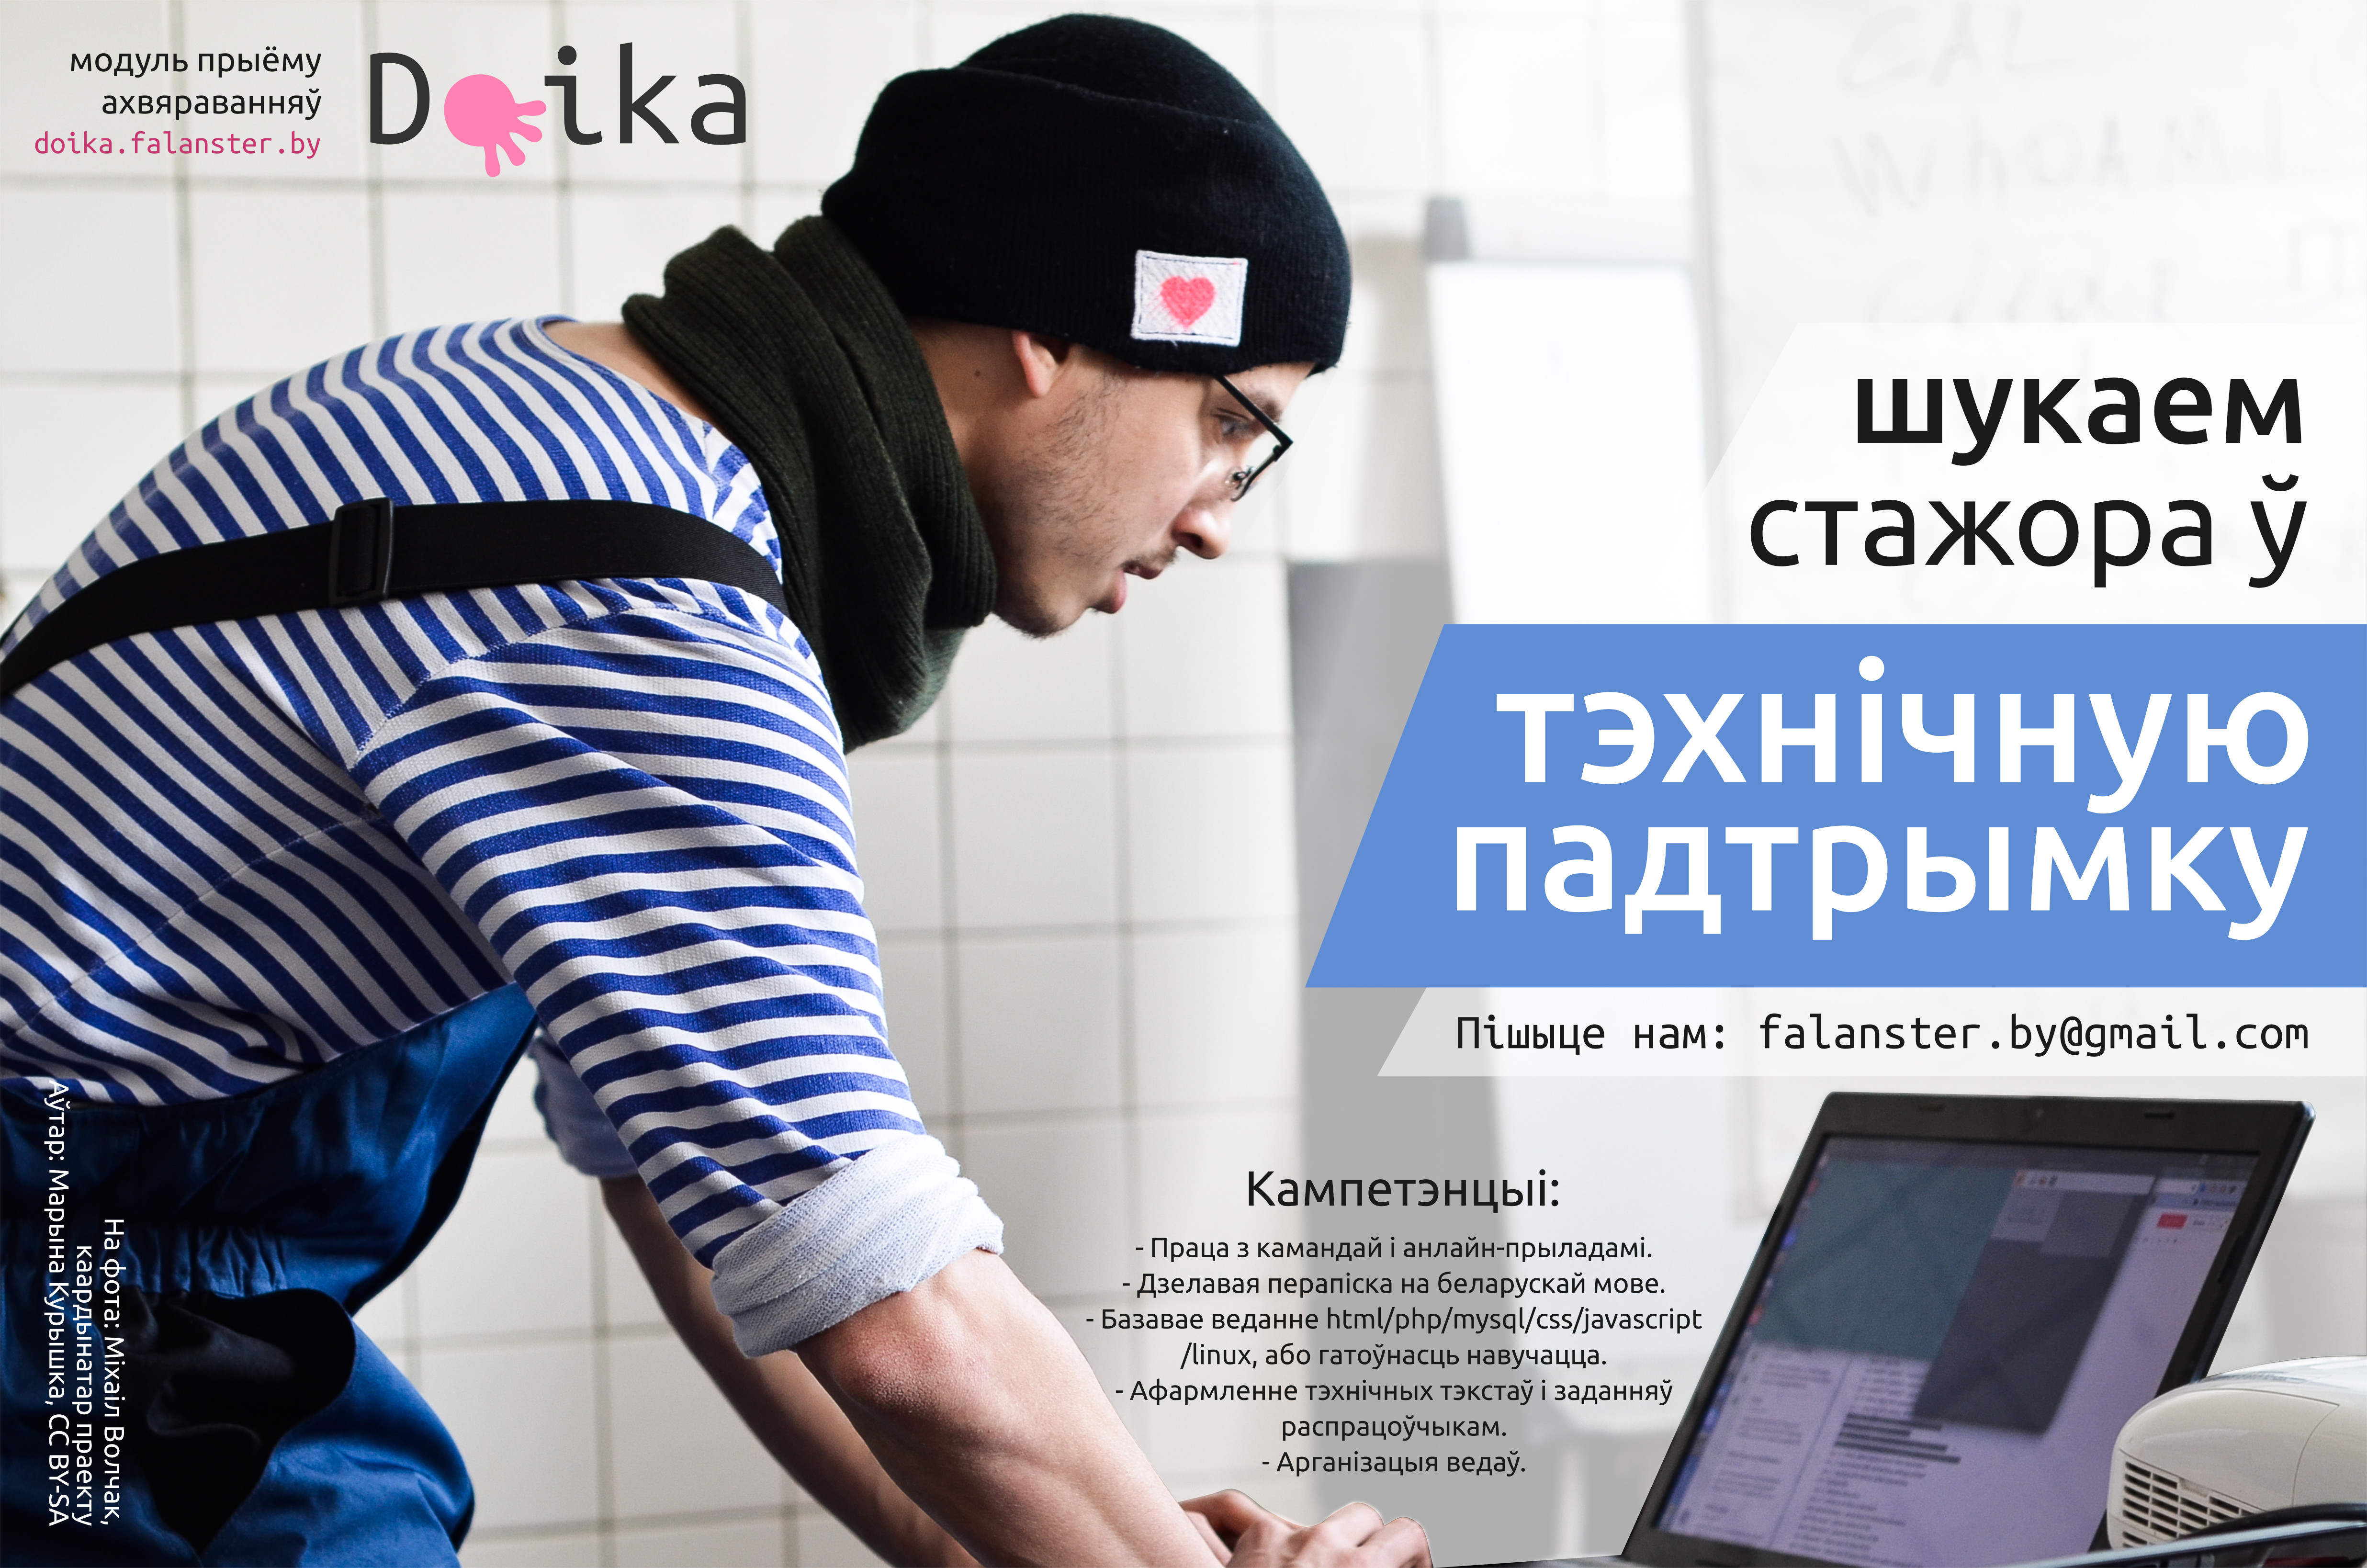 модуль прыёму
ахвяраванняў
doika.falanster.by
Doika
шукаем
стажора ў
тэхнічную
падтрымку
Пішыце нам: falanster.by@gmail.com
Кампетэнцыі:
- Праца з камандай і анлайн-прыладамі.
- Дзелавая перапіска на беларускай мове.
- Базавае веданне html/php/mysql/css/javascript
/linux, або гатоўнасць навучацца.
- Афармленне тэхнічных тэкстаў і заданняў
распрацоўчыкам.
- Арганізацыя ведаў.
На фота: Міхаіл Волчак,
каардынатар праекту
Аўтар: Марына Курышка, CC BY-SA